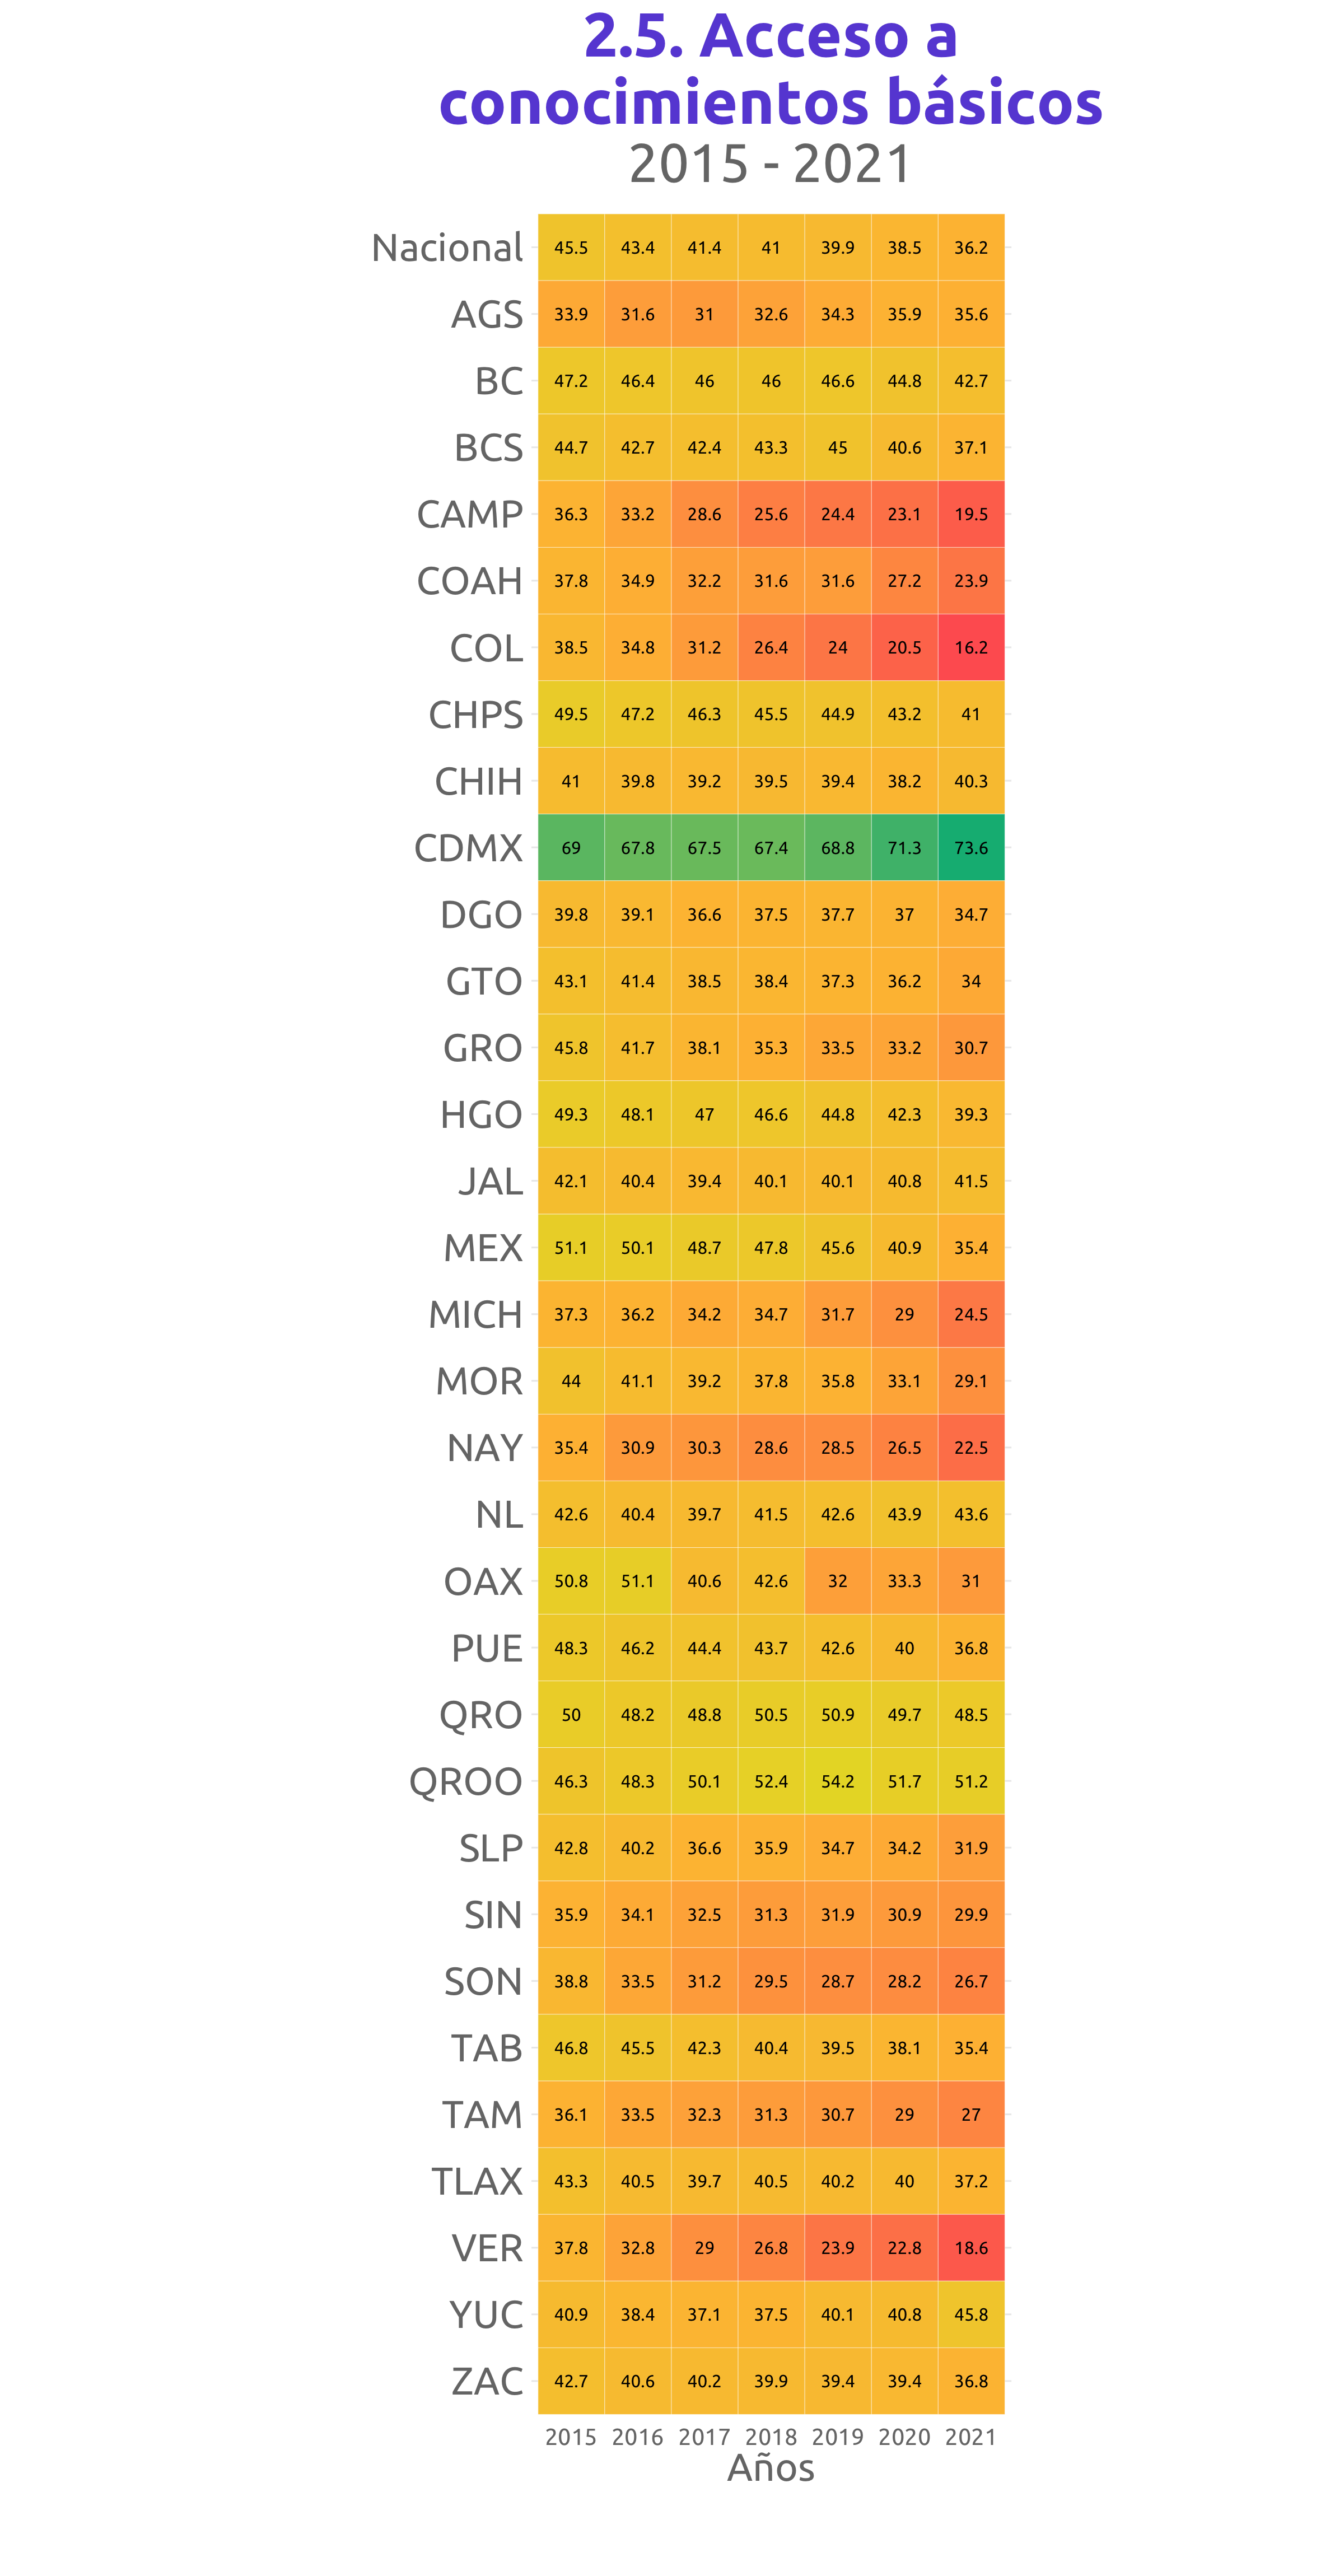 2.5. Acceso a
conocimientos básicos
2015 - 2021
Nacional 45.5 43.4 41.4 41 39.9 38.5 36.2
AGS 33.9 31.6 31 32.6 34.3 35.9 35.6
BC 47.2 46.4 46 46 46.6 44.8 42.7
BCS 44.7 42.7 42.4 43.3 45 40.6 37.1
CAMP 36.3 33.2 28.6 25.6 24.4 23.1 19.5
COAH 37.8 34.9 32.2 31.6 31.6 27.2 23.9
COL 38.5 34.8 31.2 26.4 24 20.5 16.2
CHPS 49.5 47.2 46.3 45.5 44.9 43.2 41
CHIH 41 39.8 39.2 39.5 39.4 38.2 40.3
CDMX 69 67.8 67.5 67.4 68.8 71.3 73.6
DGO 39.8 39.1 36.6 37.5 37.7 37 34.7
GTO 43.1 41.4 38.5 38.4 37.3 36.2 34
GRO 45.8 41.7 38.1 35.3 33.5 33.2 30.7
HGO 49.3 48.1 47 46.6 44.8 42.3 39.3
JAL 42.1 40.4 39.4 40.1 40.1 40.8 41.5
MEX 51.1 50.1 48.7 47.8 45.6 40.9 35.4
MICH 37.3 36.2 34.2 34.7 31.7 29 24.5
MOR 44 41.1 39.2 37.8 35.8 33.1 29.1
NAY 35.4 30.9 30.3 28.6 28.5 26.5 22.5
NL 42.6 40.4 39.7 41.5 42.6 43.9 43.6
OAX 50.8 51.1 40.6 42.6 32 33.3 31
PUE 48.3 46.2 44.4 43.7 42.6 40 36.8
QRO 50 48.2 48.8 50.5 50.9 49.7 48.5
QROO 46.3 48.3 50.1 52.4 54.2 51.7 51.2
SLP 42.8 40.2 36.6 35.9 34.7 34.2 31.9
SIN 35.9 34.1 32.5 31.3 31.9 30.9 29.9
SON 38.8 33.5 31.2 29.5 28.7 28.2 26.7
TAB 46.8 45.5 42.3 40.4 39.5 38.1 35.4
TAM 36.1 33.5 32.3 31.3 30.7 29 27
TLAX 43.3 40.5 39.7 40.5 40.2 40 37.2
VER 37.8 32.8 29 26.8 23.9 22.8 18.6
YUC 40.9 38.4 37.1 37.5 40.1 40.8 45.8
ZAC 42.7 40.6 40.2 39.9 39.4 39.4 36.8
2015 2016 2017 2018 2019 2020 2021
Años